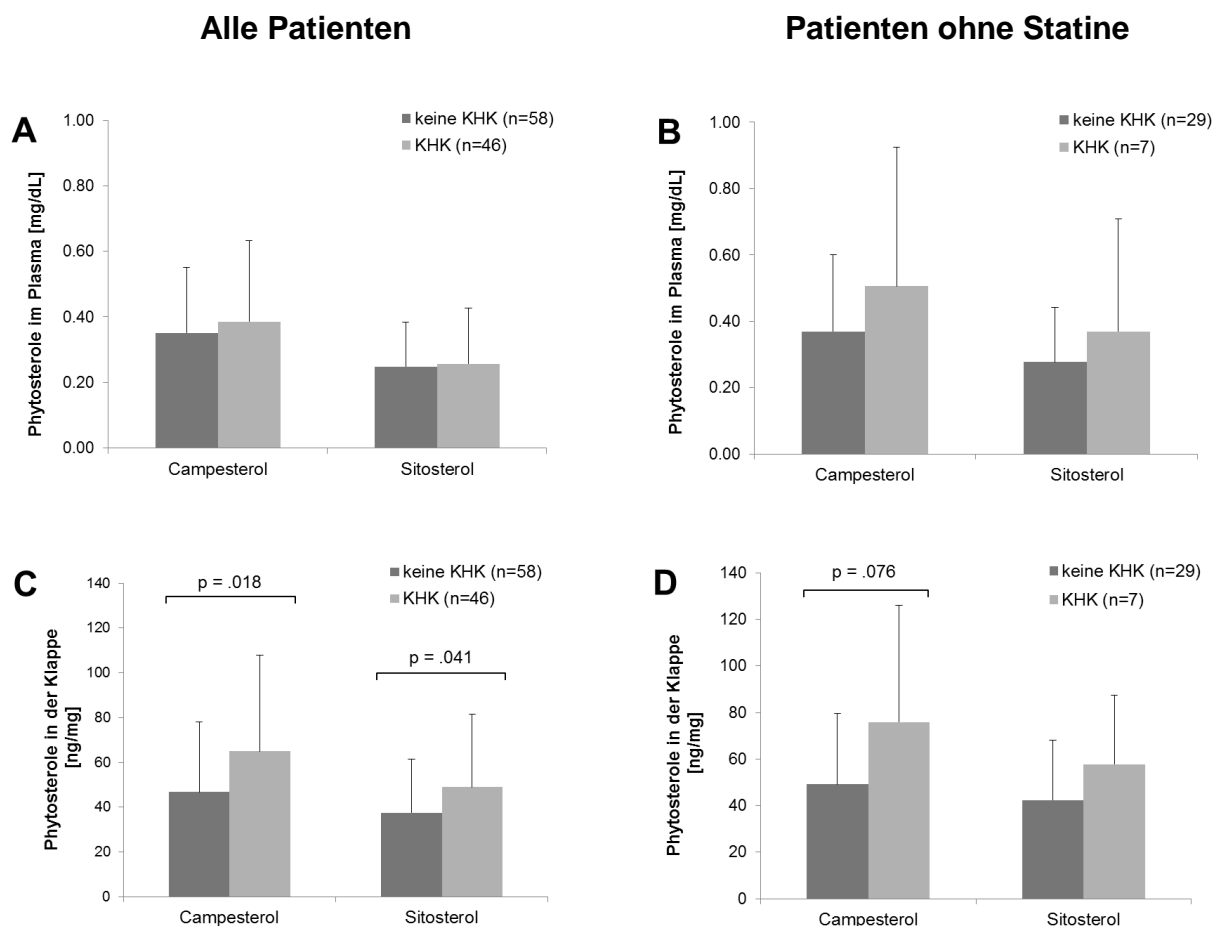 Alle Patienten
Patienten ohne Statine
A
keine KHK (n=58)
KHK (n=46)
Phytosterole im Plasma [mg/dL]
1.00
0.80
0.60
0.40
0.20
0.00
Campesterol
Sitosterol
B
keine KHK (n=29)
KHK (n=7)
Phytosterole im Plasma [mg/dL]
1.00
0.80
0.60
0.40
0.20
0.00
Campesterol
Sitosterol
C
keine KHK (n=58)
KHK (n=46)
p = .018
p = .041
Phytosterole in der Klappe
[ng/mg]
140
120
100
80
60
40
20
0
Campesterol
Sitosterol
D
keine KHK (n=29)
KHK (n=7)
p = .076
Phytosterole in der Klappe
[ng/mg]
140
120
100
80
60
40
20
0
Campesterol
Sitosterol